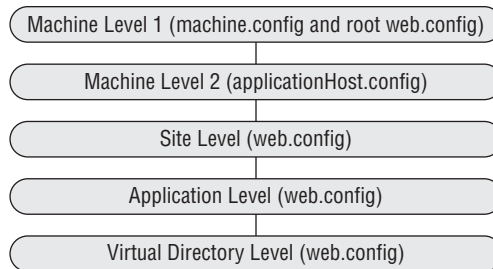 Machine Level 1 (machine.config and root web.config)
Machine Level 2 (applicationHost.config)
Site Level (web.config)
Application Level (web.config)
Virtual Directory Level (web.config)